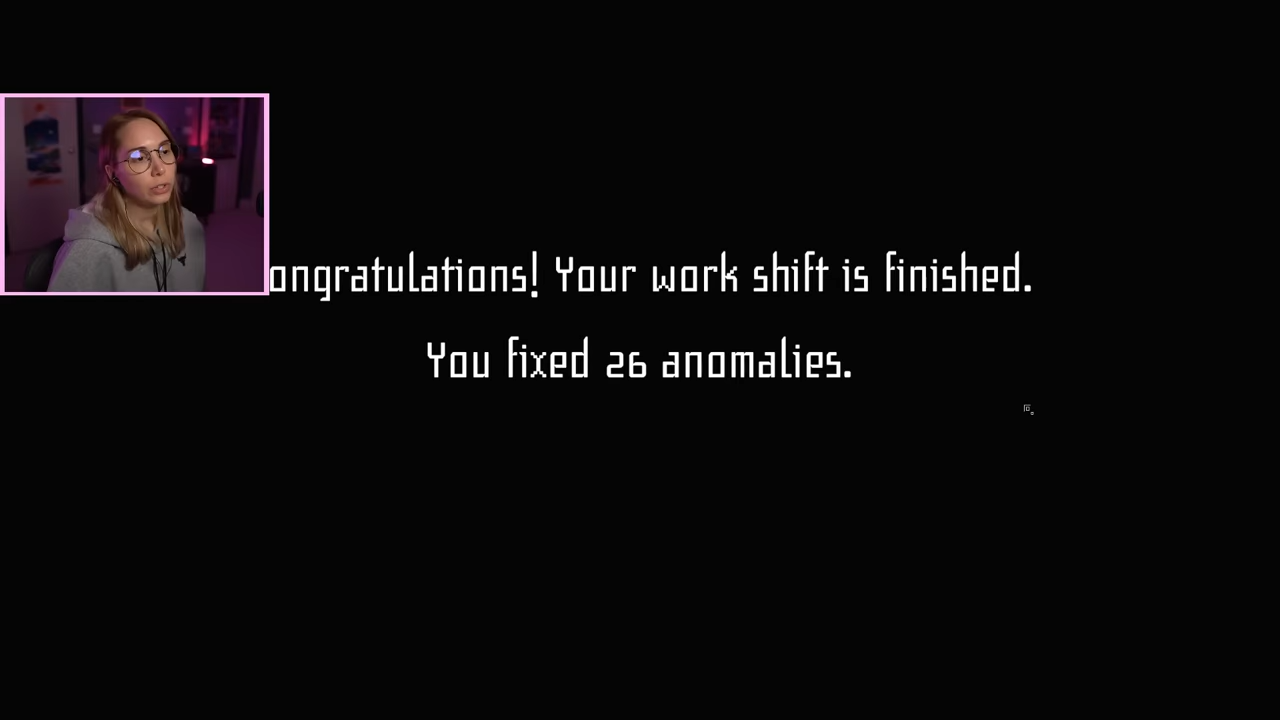 ongratulations! Your work shift is finished.
You fixed 26 anomalies.